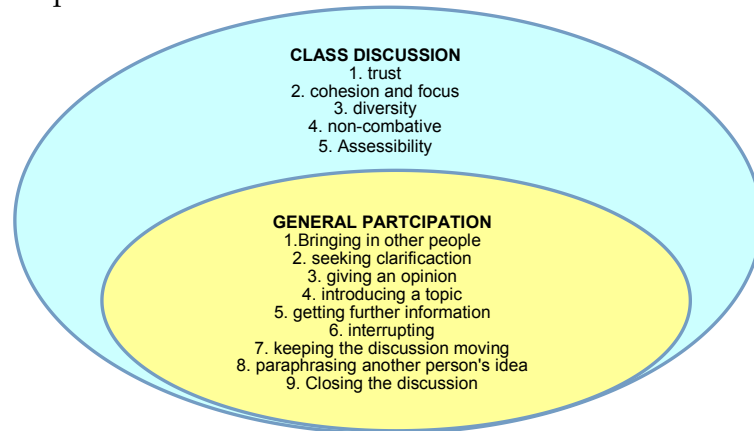 CLASS DISCUSSION
1. trust
2. cohesion and focus
3. diversity
4. non-combative
5. Assessibility
GENERAL PARTCIPATION
1.Bringing in other people
2. seeking clarificaction
3. giving an opinion
4. introducing a topic
5. getting further information
6. interrupting
7. keeping the discussion moving
8. paraphrasing another person's idea
9. Closing the discussion